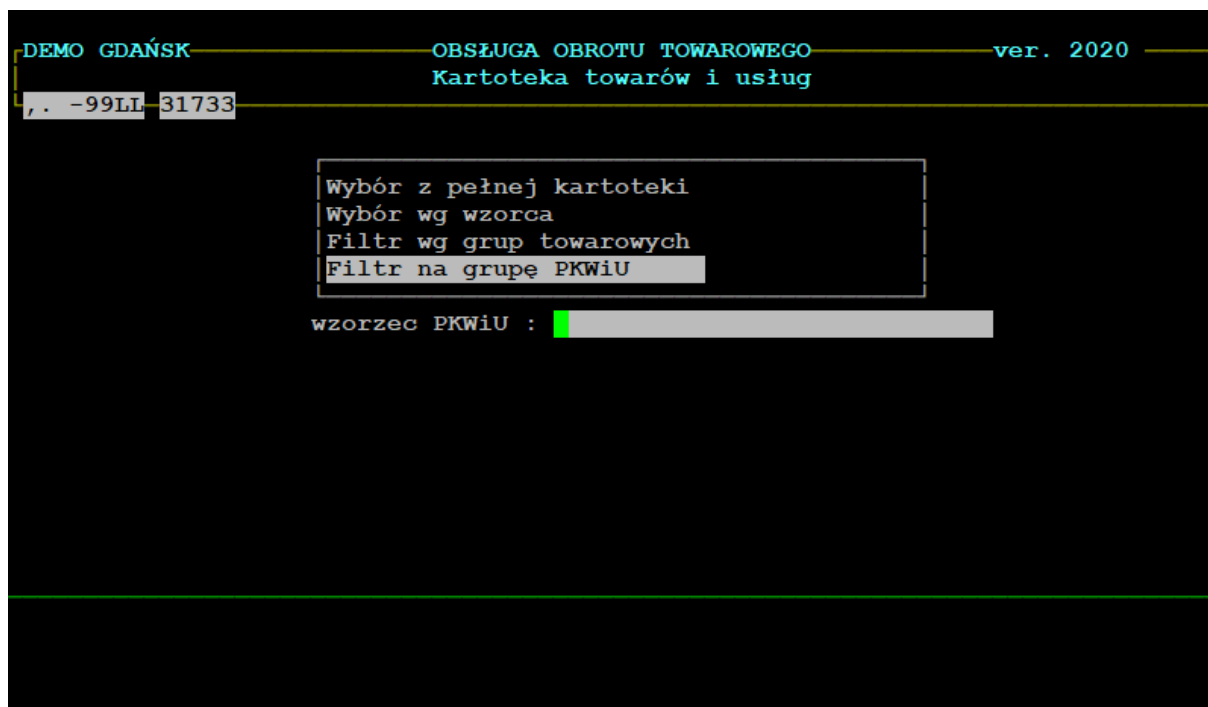 DEMO GDAŃSK OBSŁUGA OBROTU TOWAROWEGO ver. 2020
Kartoteka towarów i usług
,. -99LL 31733
Wybór z pełnej kartoteki
Wybór wg wzorca
Filtr wg grup towarowych
Filtr na grupę PKWiU
wzorzec PKWiU :